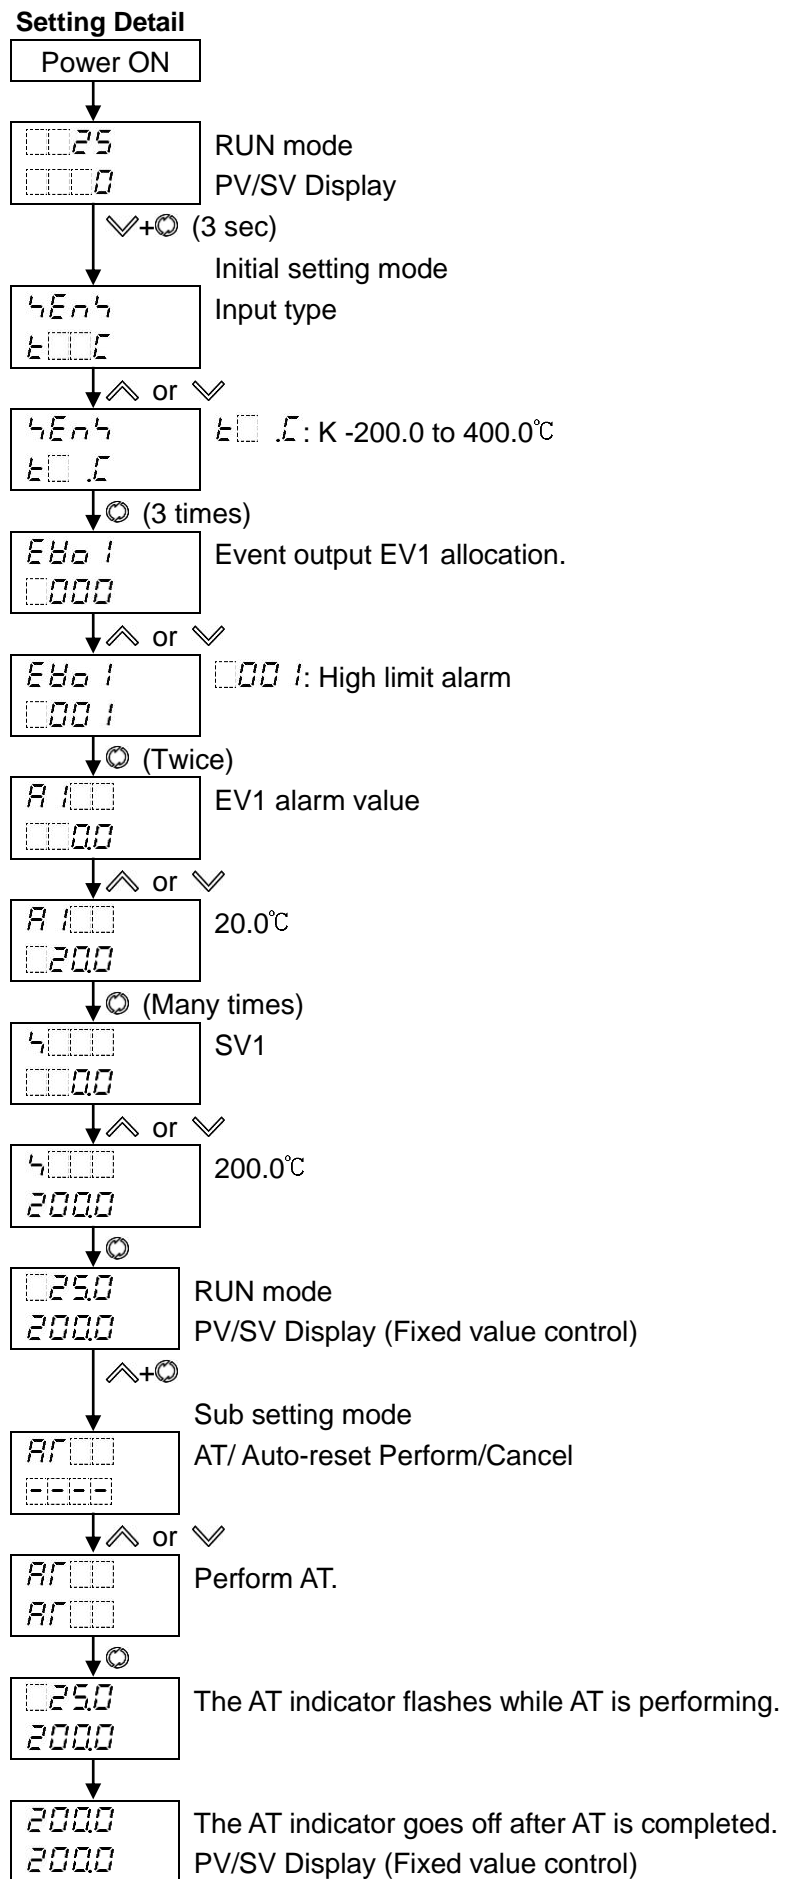 Setting Detail
Power ON
25 RUN mode
0 PV/SV Display
+ (3 sec)
Initial setting mode
SEnS Input type
E C
or
SEnS E .C: K -200.0 to 400.0℃
E .C
(3 times)
EVo1 Event output EV1 allocation.
000
or
EVo1 001: High limit alarm
001
(Twice)
A1 EV1 alarm value
0.0
or
A1 20.0℃
20.0
(Many times)
S SV1
0.0
or
S 200.0℃
200.0
25.0 RUN mode
200.0 PV/SV Display (Fixed value control)
+
Sub setting mode
AT AT/ Auto-reset Perform/Cancel
----
or
AT Perform AT.
AT
25.0 The AT indicator flashes while AT is performing.
200.0
200.0 The AT indicator goes off after AT is completed.
200.0 PV/SV Display (Fixed value control)